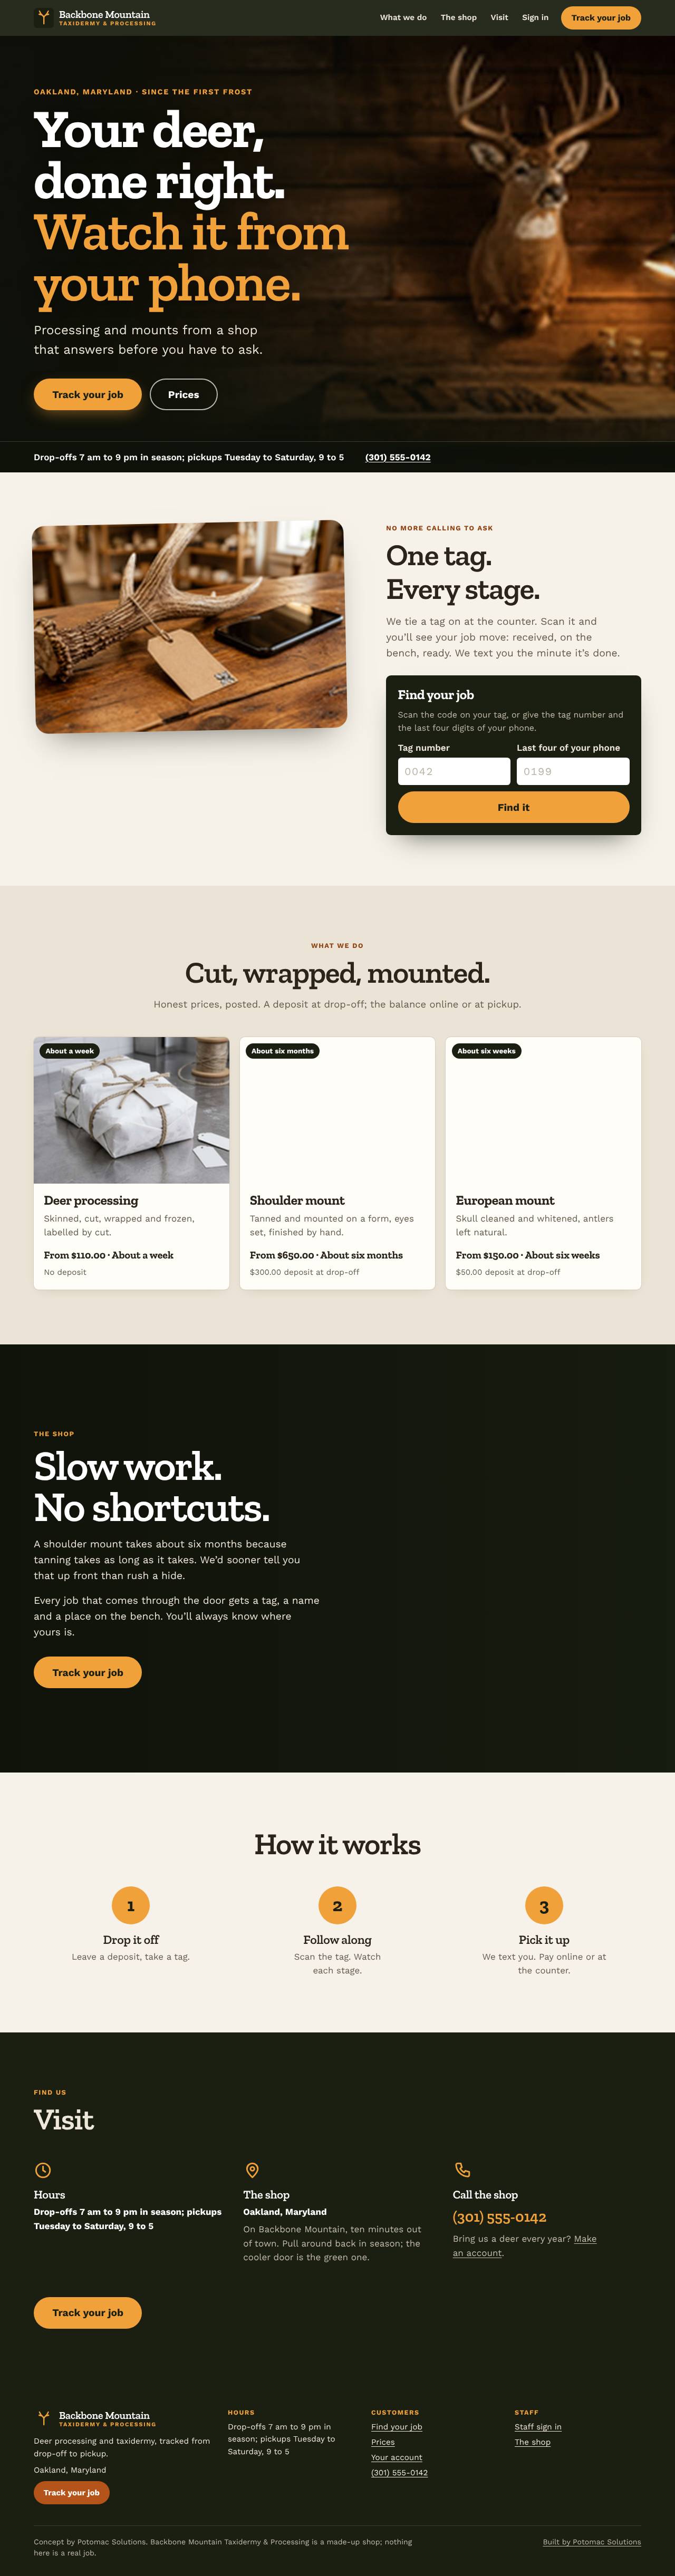 Backbone Mountain
TAXIDERMY & PROCESSING
What we do
The shop
Visit
Sign in
Track your job
OAKLAND, MARYLAND · SINCE THE FIRST FROST
Your deer,
done right.
Watch it from
your phone.
Processing and mounts from a shop
that answers before you have to ask.
Track your job
Prices
Drop-offs 7 am to 9 pm in season; pickups Tuesday to Saturday, 9 to 5
(301) 555-0142
NO MORE CALLING TO ASK
One tag.
Every stage.
We tie a tag on at the counter. Scan it and
you'll see your job move: received, on the
bench, ready. We text you the minute it's done.
Find your job
Scan the code on your tag, or give the tag number and
the last four digits of your phone.
Tag number
Last four of your phone
0042
0199
Find it
WHAT WE DO
Cut, wrapped, mounted.
Honest prices, posted. A deposit at drop-off; the balance online or at pickup.
About a week
Deer processing
Skinned, cut, wrapped and frozen,
labelled by cut.
From $110.00 · About a week
No deposit
About six months
Shoulder mount
Tanned and mounted on a form, eyes
set, finished by hand.
From $650.00 · About six months
$300.00 deposit at drop-off
About six weeks
European mount
Skull cleaned and whitened, antlers
left natural.
From $150.00 · About six weeks
$50.00 deposit at drop-off
THE SHOP
Slow work.
No shortcuts.
A shoulder mount takes about six months because
tanning takes as long as it takes. We'd sooner tell you
that up front than rush a hide.
Every job that comes through the door gets a tag, a name
and a place on the bench. You'll always know where
yours is.
Track your job
How it works
1
Drop it off
Leave a deposit, take a tag.
2
Follow along
Scan the tag. Watch
each stage.
3
Pick it up
We text you. Pay online or at
the counter.
FIND US
Visit
Hours
Drop-offs 7 am to 9 pm in season; pickups
Tuesday to Saturday, 9 to 5
The shop
Oakland, Maryland
On Backbone Mountain, ten minutes out
of town. Pull around back in season; the
cooler door is the green one.
Call the shop
(301) 555-0142
Bring us a deer every year? Make
an account.
Track your job
Backbone Mountain
TAXIDERMY & PROCESSING
Deer processing and taxidermy, tracked from
drop-off to pickup.
Oakland, Maryland
Track your job
HOURS
Drop-offs 7 am to 9 pm in
season; pickups Tuesday to
Saturday, 9 to 5
CUSTOMERS
Find your job
Prices
Your account
(301) 555-0142
STAFF
Staff sign in
The shop
Concept by Potomac Solutions. Backbone Mountain Taxidermy & Processing is a made-up shop; nothing
here is a real job.
Built by Potomac Solutions